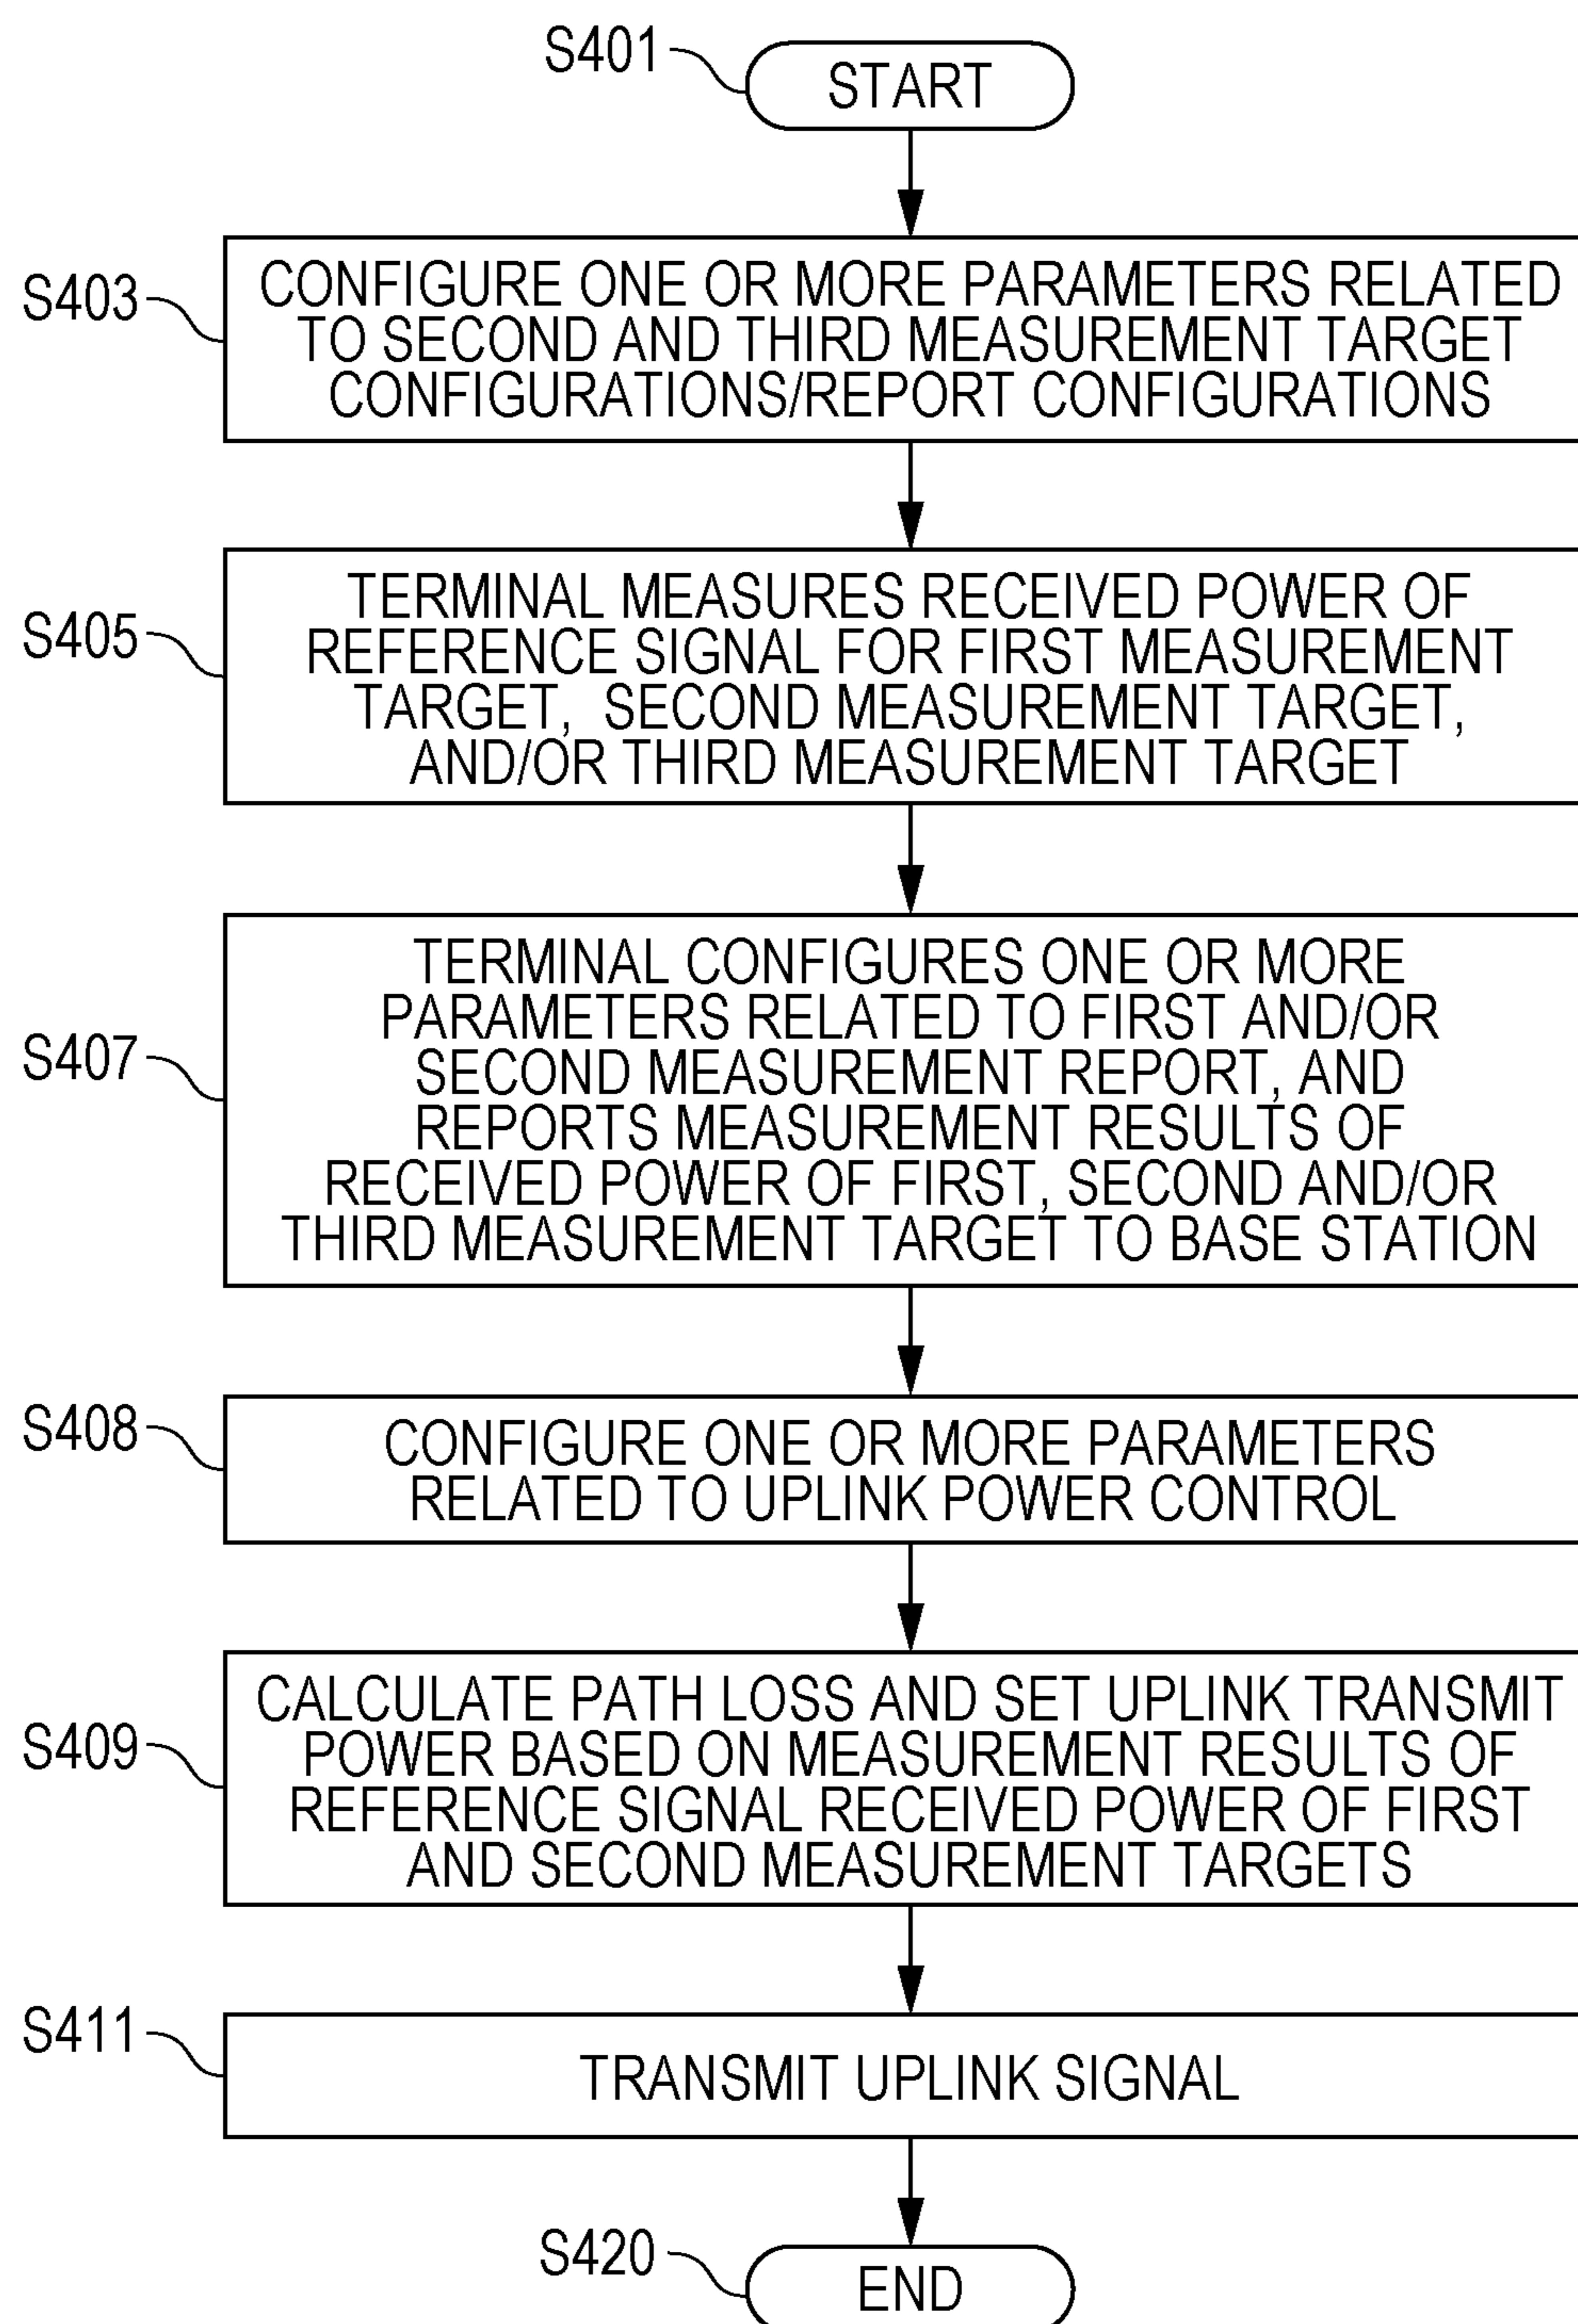 S401
START
S403
CONFIGURE ONE OR MORE PARAMETERS RELATED
TO SECOND AND THIRD MEASUREMENT TARGET
CONFIGURATIONS/REPORT CONFIGURATIONS
S405
TERMINAL MEASURES RECEIVED POWER OF
REFERENCE SIGNAL FOR FIRST MEASUREMENT
TARGET, SECOND MEASUREMENT TARGET,
AND/OR THIRD MEASUREMENT TARGET
S407
TERMINAL CONFIGURES ONE OR MORE
PARAMETERS RELATED TO FIRST AND/OR
SECOND MEASUREMENT REPORT, AND
REPORTS MEASUREMENT RESULTS OF
RECEIVED POWER OF FIRST, SECOND AND/OR
THIRD MEASUREMENT TARGET TO BASE STATION
S408
CONFIGURE ONE OR MORE PARAMETERS
RELATED TO UPLINK POWER CONTROL
S409
CALCULATE PATH LOSS AND SET UPLINK TRANSMIT
POWER BASED ON MEASUREMENT RESULTS OF
REFERENCE SIGNAL RECEIVED POWER OF FIRST
AND SECOND MEASUREMENT TARGETS
S411
TRANSMIT UPLINK SIGNAL
S420
END